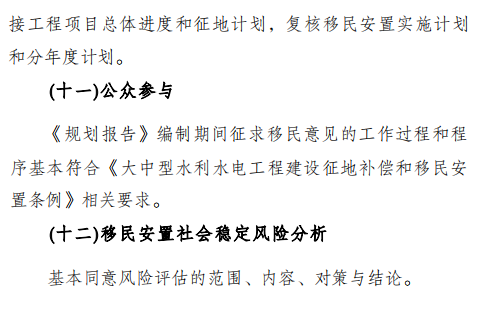 接工程项目总体进度和征地计划，复核移民安置实施计划
和分年度计划。
(十一)公众参与
《规划报告》编制期间征求移民意见的工作过程和程
序基本符合《大中型水利水电工程建设征地补偿和移民安
置条例》相关要求。
(十二)移民安置社会稳定风险分析
基本同意风险评估的范围、内容、对策与结论。